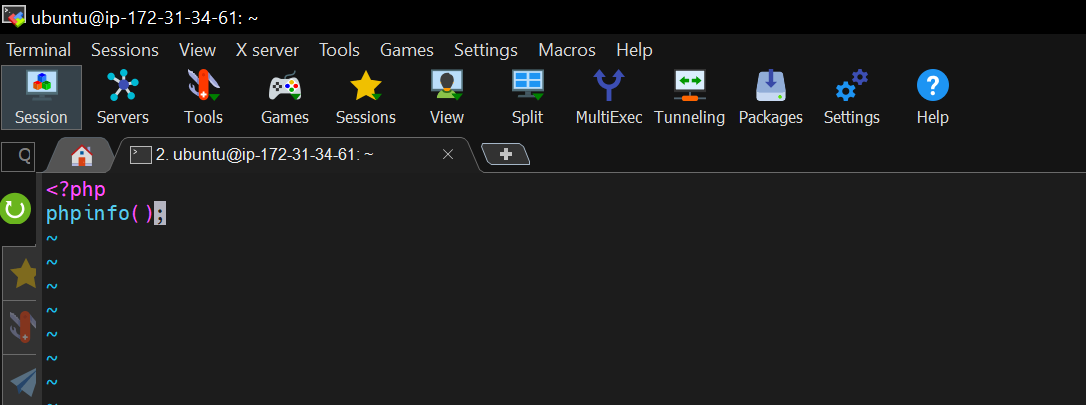 ubuntu@ip-172-31-34-61: ~
Terminal Sessions View X server Tools Games Settings Macros Help
Session Servers Tools Games Sessions View Split MultiExec Tunneling Packages Settings Help
2. ubuntu@ip-172-31-34-61: ~
<?php
phpinfo();
~
~
~
~
~
~
~
~